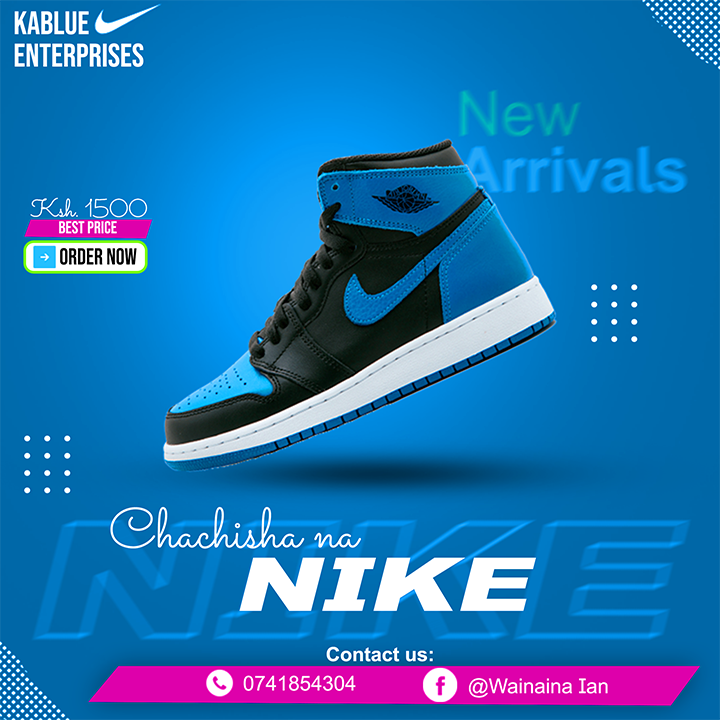 KABLUE
ENTERPRISES
New
Arrivals
Ksh. 1500
BEST PRICE
ORDER NOW
NIKE
Chachisha na
NIKE
Contact us:
0741854304
@Wainaina Ian